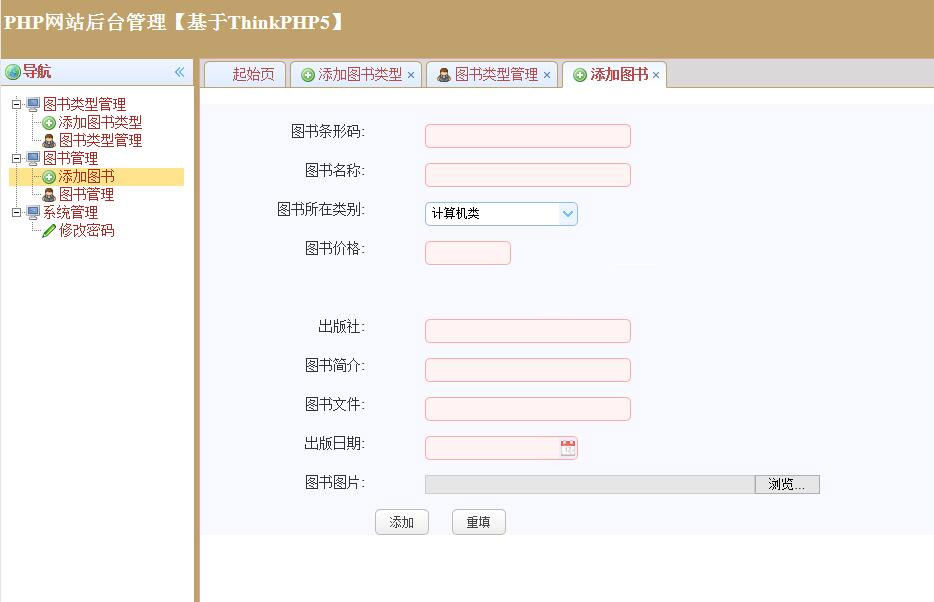 PHP网站后台管理【基于ThinkPHP5】
导航
起始页 添加图书类型 图书类型管理 添加图书
图书类型管理
添加图书类型
图书类型管理
图书管理
添加图书
图书管理
系统管理
修改密码
图书条形码:
图书名称:
图书所在类别: 计算机类
图书价格:
出版社:
图书简介:
图书文件:
出版日期:
图书图片: 浏览...
添加 重填